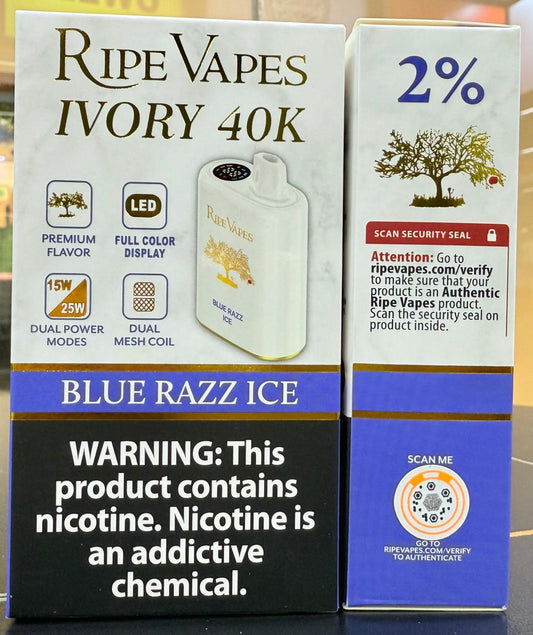 RIPE VAPES
IVORY 40K
PREMIUM
FLAVOR
LED
FULL COLOR
DISPLAY
15W
25W
DUAL POWER
MODES
DUAL
MESH COIL
RIPE VAPES
BLUE RAZZ
ICE
BLUE RAZZ ICE
WARNING: This
product contains
nicotine. Nicotine is
an addictive
chemical.
2%
SCAN SECURITY SEAL
Attention: Go to
ripevapes.com/verify
to make sure that your
product is an Authentic
Ripe Vapes product.
Scan the security seal on
product inside.
SCAN ME
GO TO
RIPEVAPES.COM/VERIFY
TO AUTHENTICATE